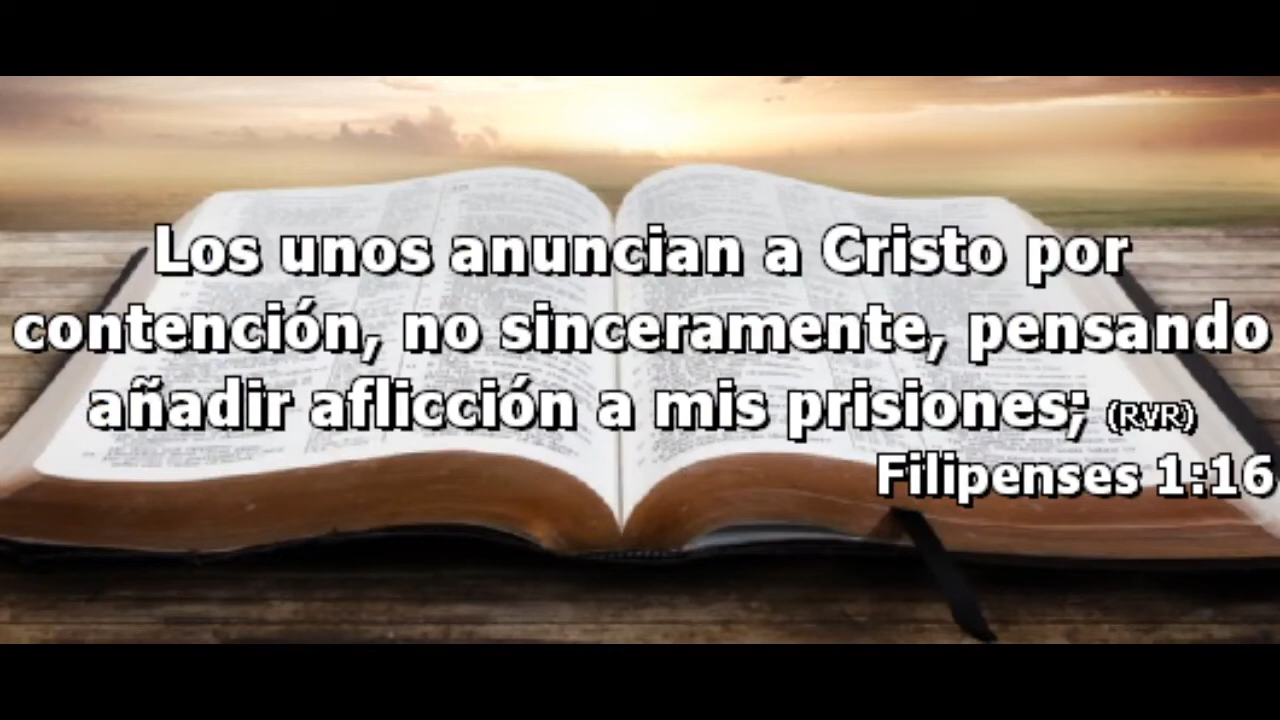 Los unos anuncian a Cristo por
contención, no sinceramente, pensando
añadir aflicción a mis prisiones; (RVR)
Filipenses 1:16